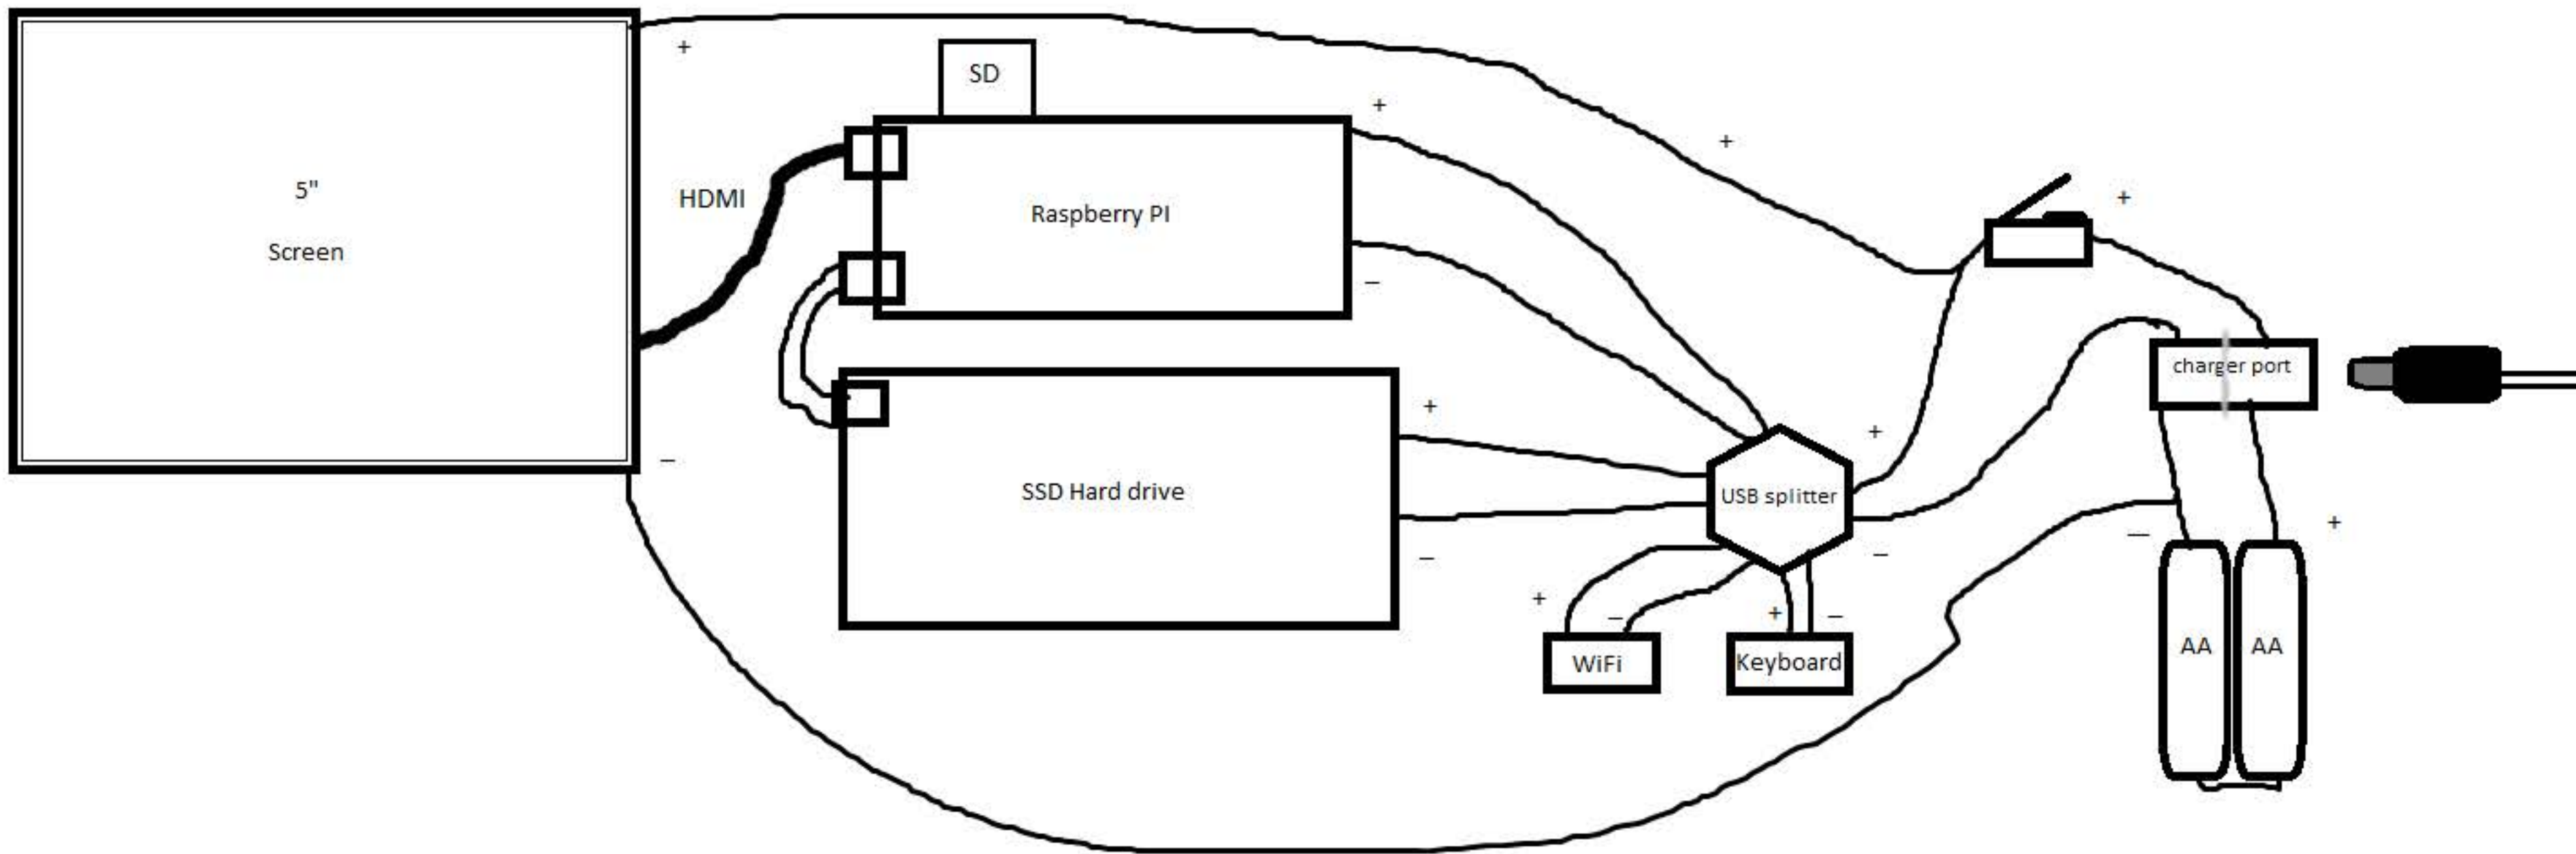 +
SD
+
+
5"
HDMI
+
Screen
Raspberry PI
–
charger port
+
+
–
SSD Hard drive
USB splitter
+
–
–
–
+
–
+
–
WiFi
Keyboard
AA
AA